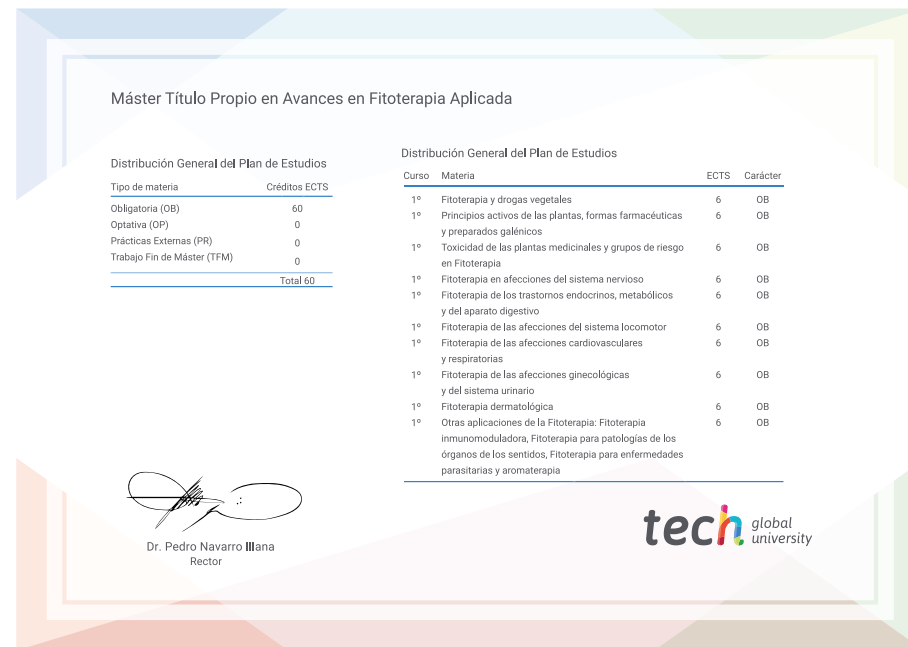 Máster Título Propio en Avances en Fitoterapia Aplicada
Distribución General del Plan de Estudios
Tipo de materia Créditos ECTS
Obligatoria (OB) 60
Optativa (OP) 0
Prácticas Externas (PR) 0
Trabajo Fin de Máster (TFM) 0
Total 60
Distribución General del Plan de Estudios
Curso Materia ECTS Carácter
1º Fitoterapia y drogas vegetales 6 OB
1º Principios activos de las plantas, formas farmacéuticas 6 OB
y preparados galénicos
1º Toxicidad de las plantas medicinales y grupos de riesgo 6 OB
en Fitoterapia
1º Fitoterapia en afecciones del sistema nervioso 6 OB
1º Fitoterapia de los trastornos endocrinos, metabólicos 6 OB
y del aparato digestivo
1º Fitoterapia de las afecciones del sistema locomotor 6 OB
1º Fitoterapia de las afecciones cardiovasculares 6 OB
y respiratorias
1º Fitoterapia de las afecciones ginecológicas 6 OB
y del sistema urinario
1º Fitoterapia dermatológica 6 OB
1º Otras aplicaciones de la Fitoterapia: Fitoterapia 6 OB
inmunomoduladora, Fitoterapia para patologías de los
órganos de los sentidos, Fitoterapia para enfermedades
parasitarias y aromaterapia
Dr. Pedro Navarro Illana
Rector
tech global
university